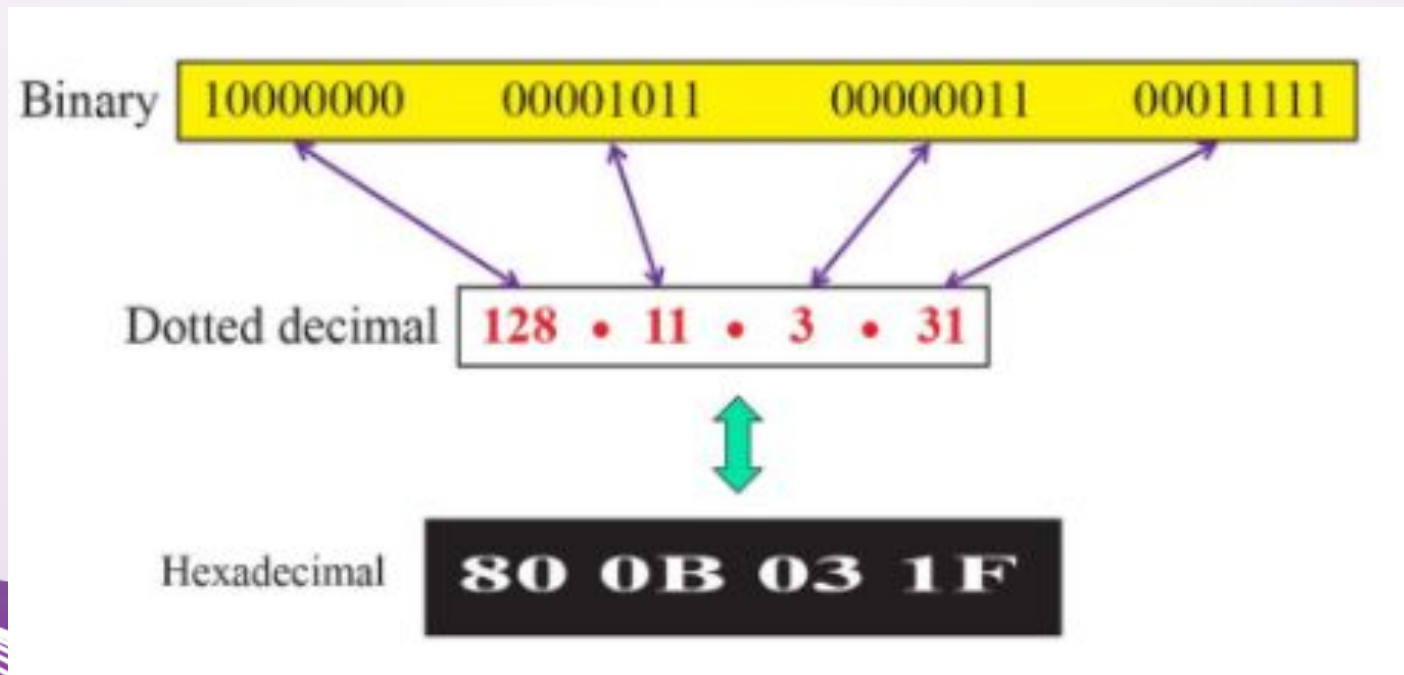 Binary 10000000 00001011 00000011 00011111
Dotted decimal 128 • 11 • 3 • 31
Hexadecimal 80 0B 03 1F